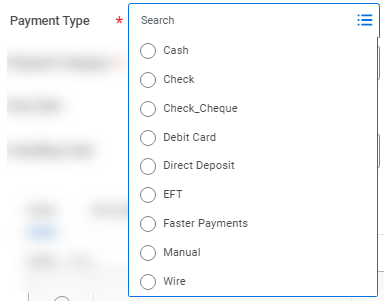 Payment Type *
Search
Cash
Check
Check_Cheque
Debit Card
Direct Deposit
EFT
Faster Payments
Manual
Wire